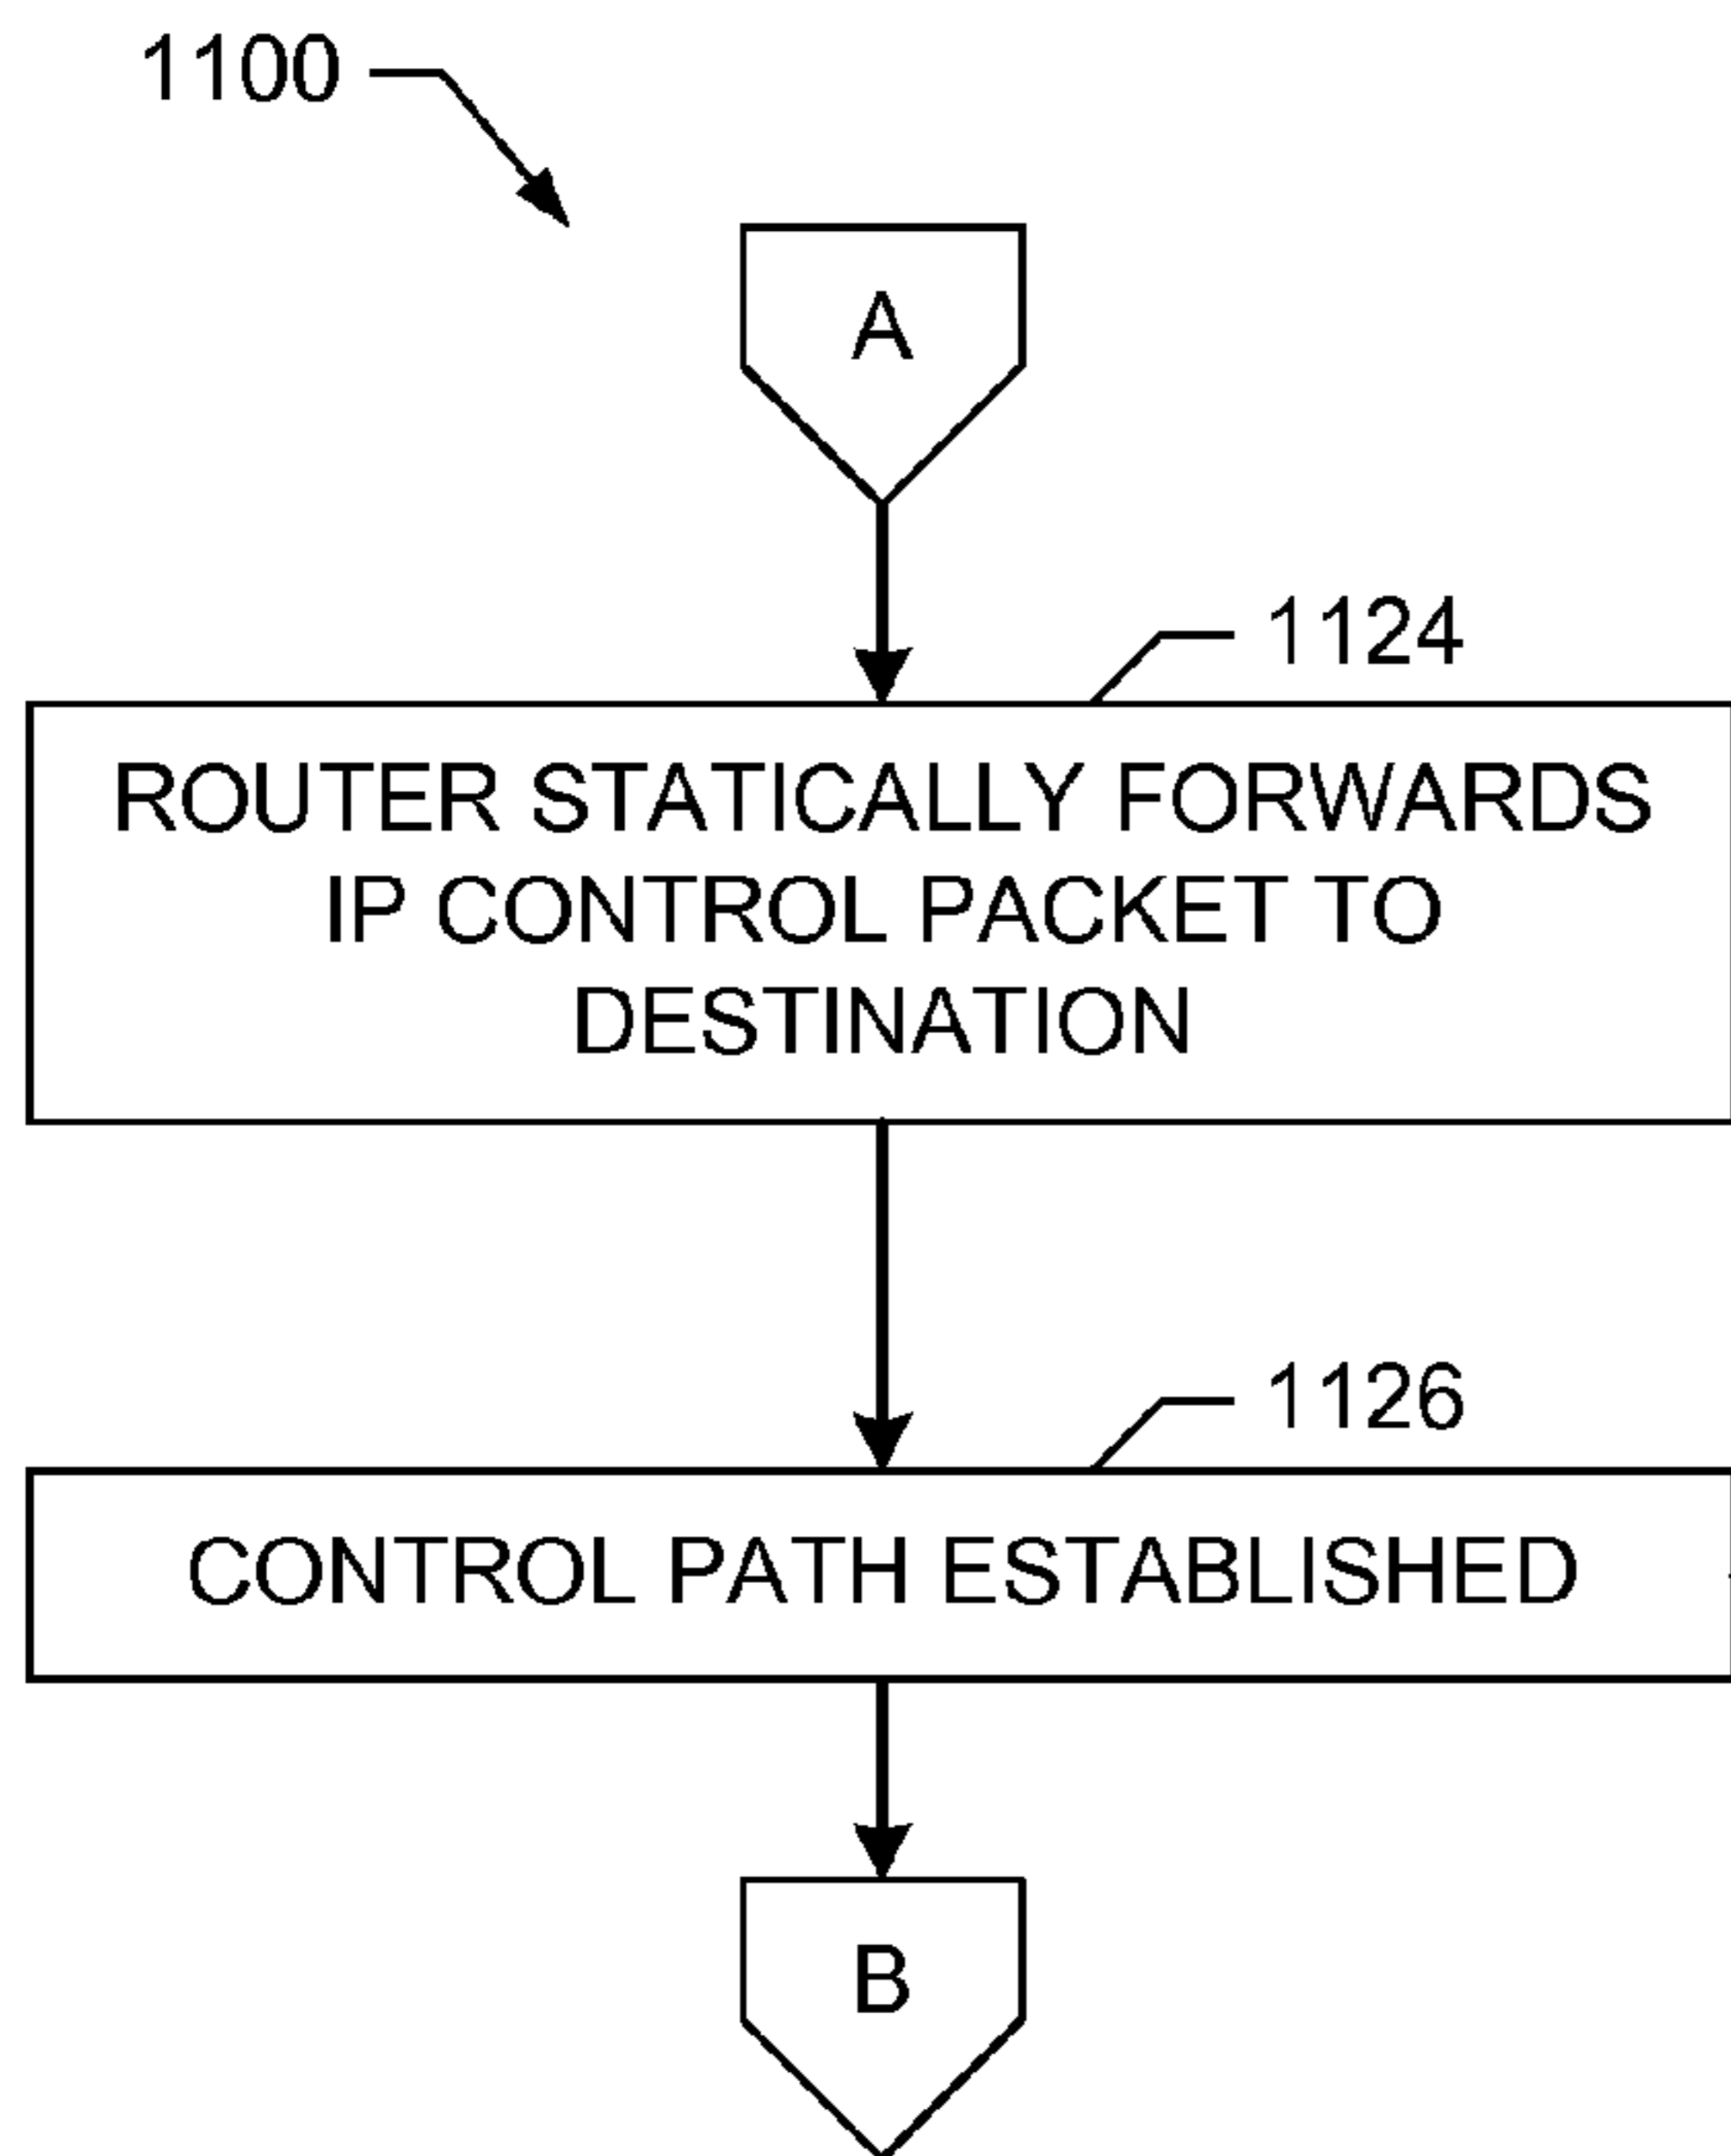 1100
A
1124
ROUTER STATICALLY FORWARDS
IP CONTROL PACKET TO
DESTINATION
1126
CONTROL PATH ESTABLISHED
B